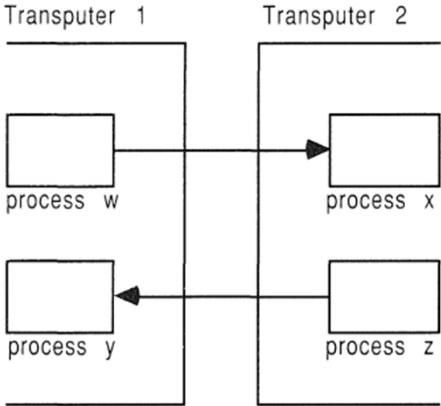 Transputer 1 Transputer 2
process w process x
process y process z